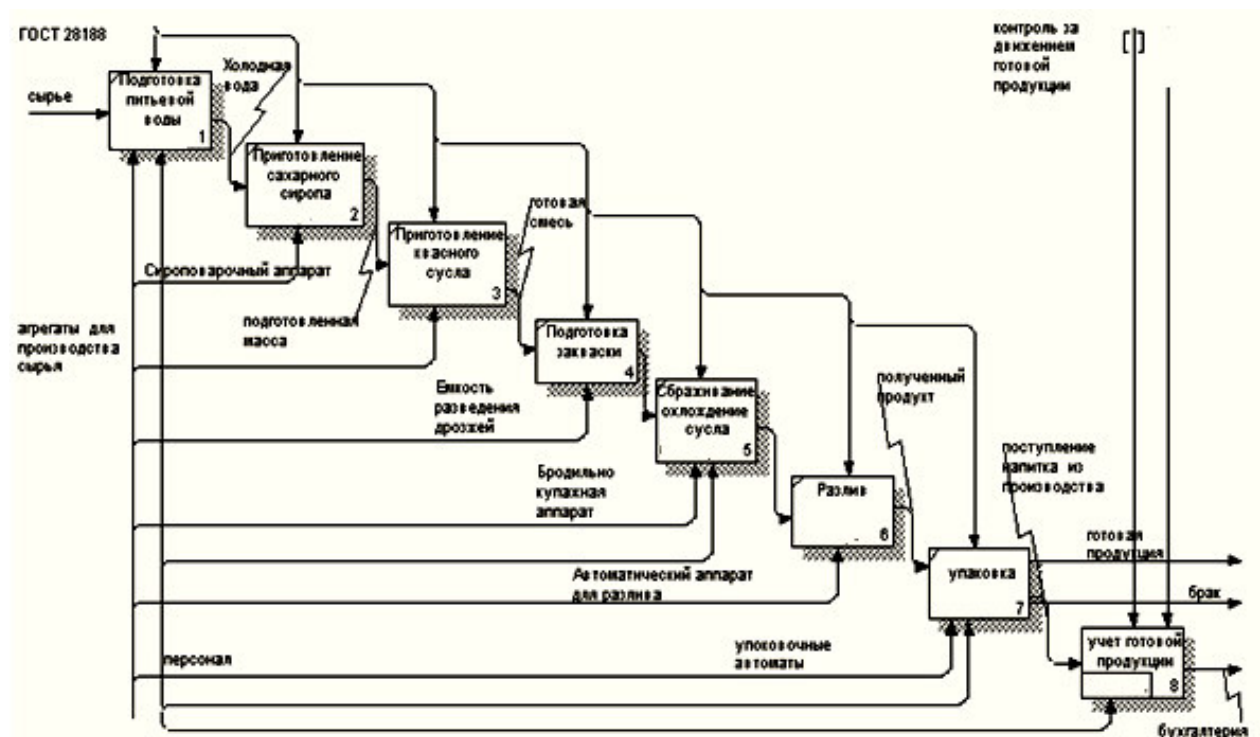 ГОСТ 28188
контроль за
движением
готовой
продукции
сырье
Подготовка
питьевой
воды
1
Холодная
вода
Приготовление
сахарного
сиропа
2
Сироповарочный аппарат
готовая
смесь
Приготовление
квасного
сусла
3
подготовленная
масса
агрегаты для
производства
сырья
Подготовка
закваски
4
Емкость
разведения
дрожжей
Сбраживание
охлождение
сусла
5
полученный
продукт
Бродильно
купажная
аппарат
Разлив
6
поступление
напитка из
производства
Автоматический аппарат
для разлива
упаковка
7
готовая
продукция
брак
персонал
упоковочные
автоматы
учет готовой
продукции
8
бухгалтерия